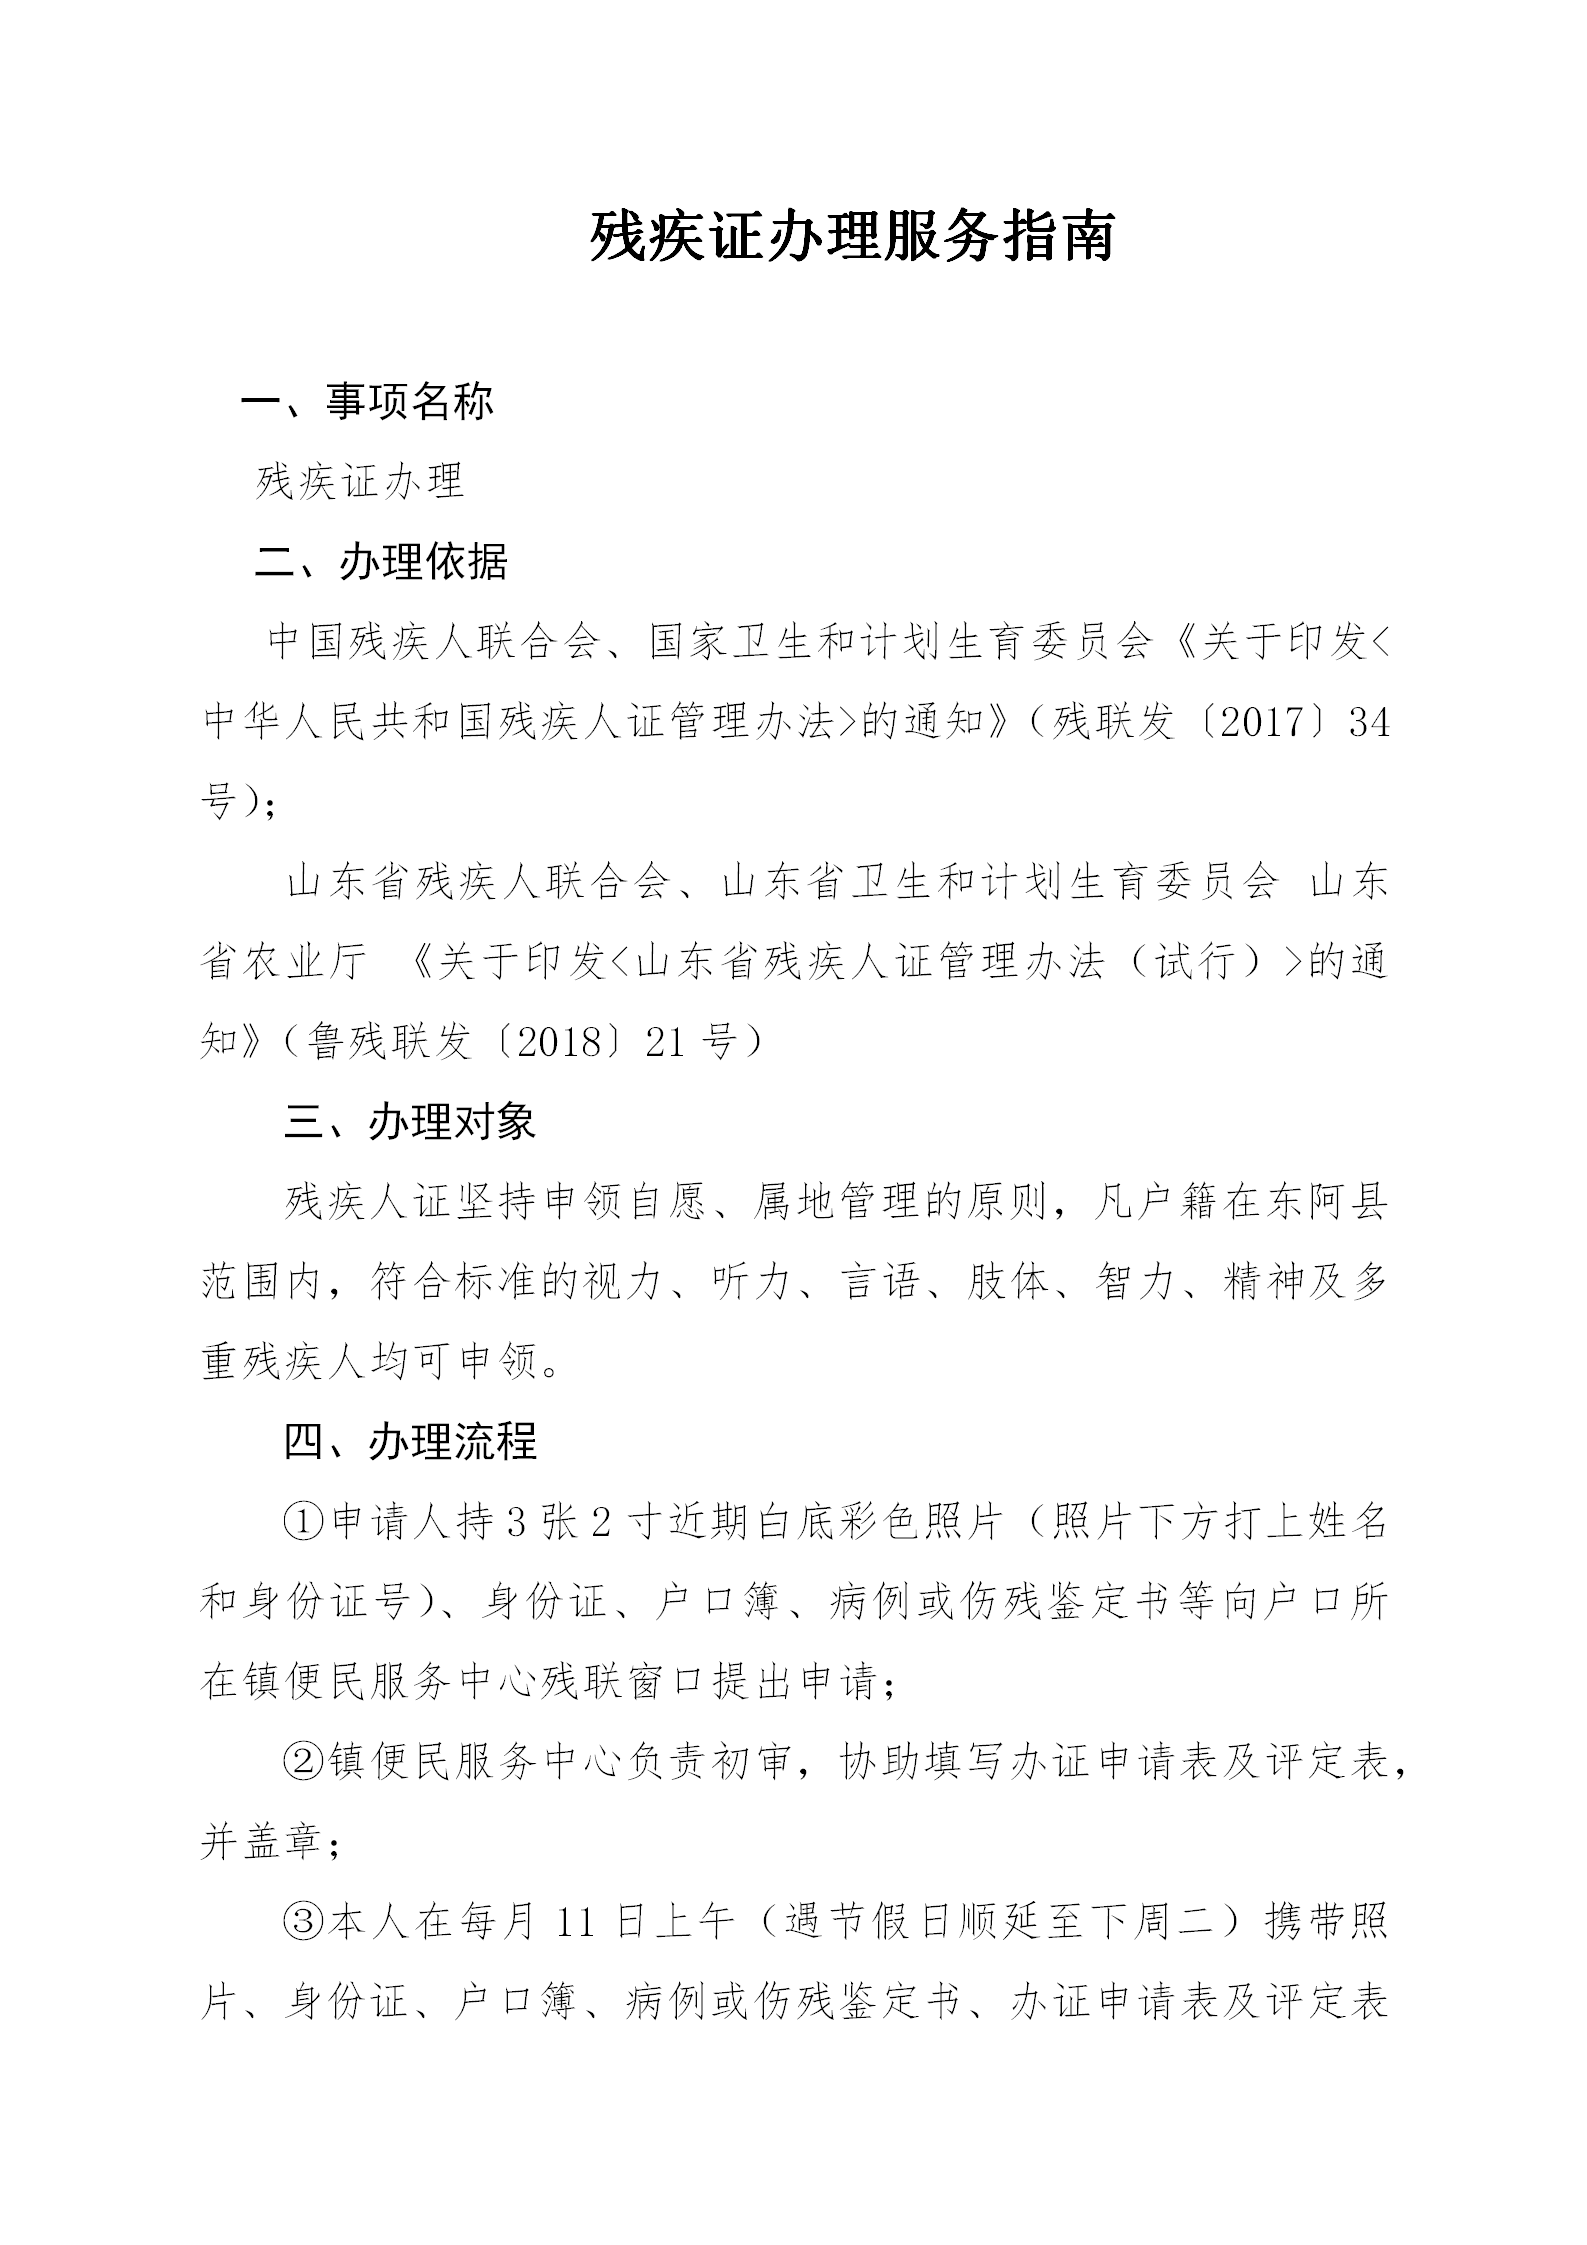 残疾证办理服务指南
一、事项名称
残疾证办理
二、办理依据
中国残疾人联合会、国家卫生和计划生育委员会《关于印发<
中华人民共和国残疾人证管理办法>的通知》（残联发〔2017〕34
号）；
山东省残疾人联合会、山东省卫生和计划生育委员会 山东
省农业厅 《关于印发<山东省残疾人证管理办法（试行）>的通
知》（鲁残联发〔2018〕21 号）
三、办理对象
残疾人证坚持申领自愿、属地管理的原则，凡户籍在东阿县
范围内，符合标准的视力、听力、言语、肢体、智力、精神及多
重残疾人均可申领。
四、办理流程
①申请人持 3 张 2 寸近期白底彩色照片（照片下方打上姓名
和身份证号）、身份证、户口簿、病例或伤残鉴定书等向户口所
在镇便民服务中心残联窗口提出申请；
②镇便民服务中心负责初审，协助填写办证申请表及评定表，
并盖章；
③本人在每月 11 日上午（遇节假日顺延至下周二）携带照
片、身份证、户口簿、病例或伤残鉴定书、办证申请表及评定表